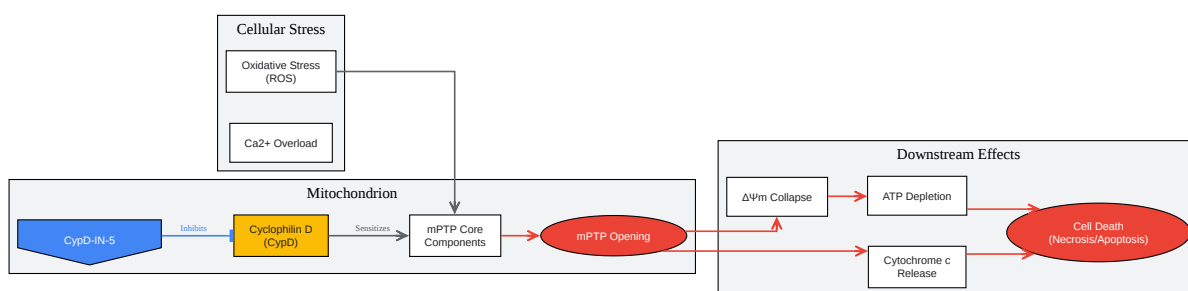 Cellular Stress
Oxidative Stress
(ROS)
Ca2+ Overload
Mitochondrion
CypD-IN-5
Inhibits
Cyclophilin D
(CypD)
Sensitizes
mPTP Core
Components
mPTP Opening
Downstream Effects
ΔΨm Collapse
ATP Depletion
Cytochrome c
Release
Cell Death
(Necrosis/Apoptosis)